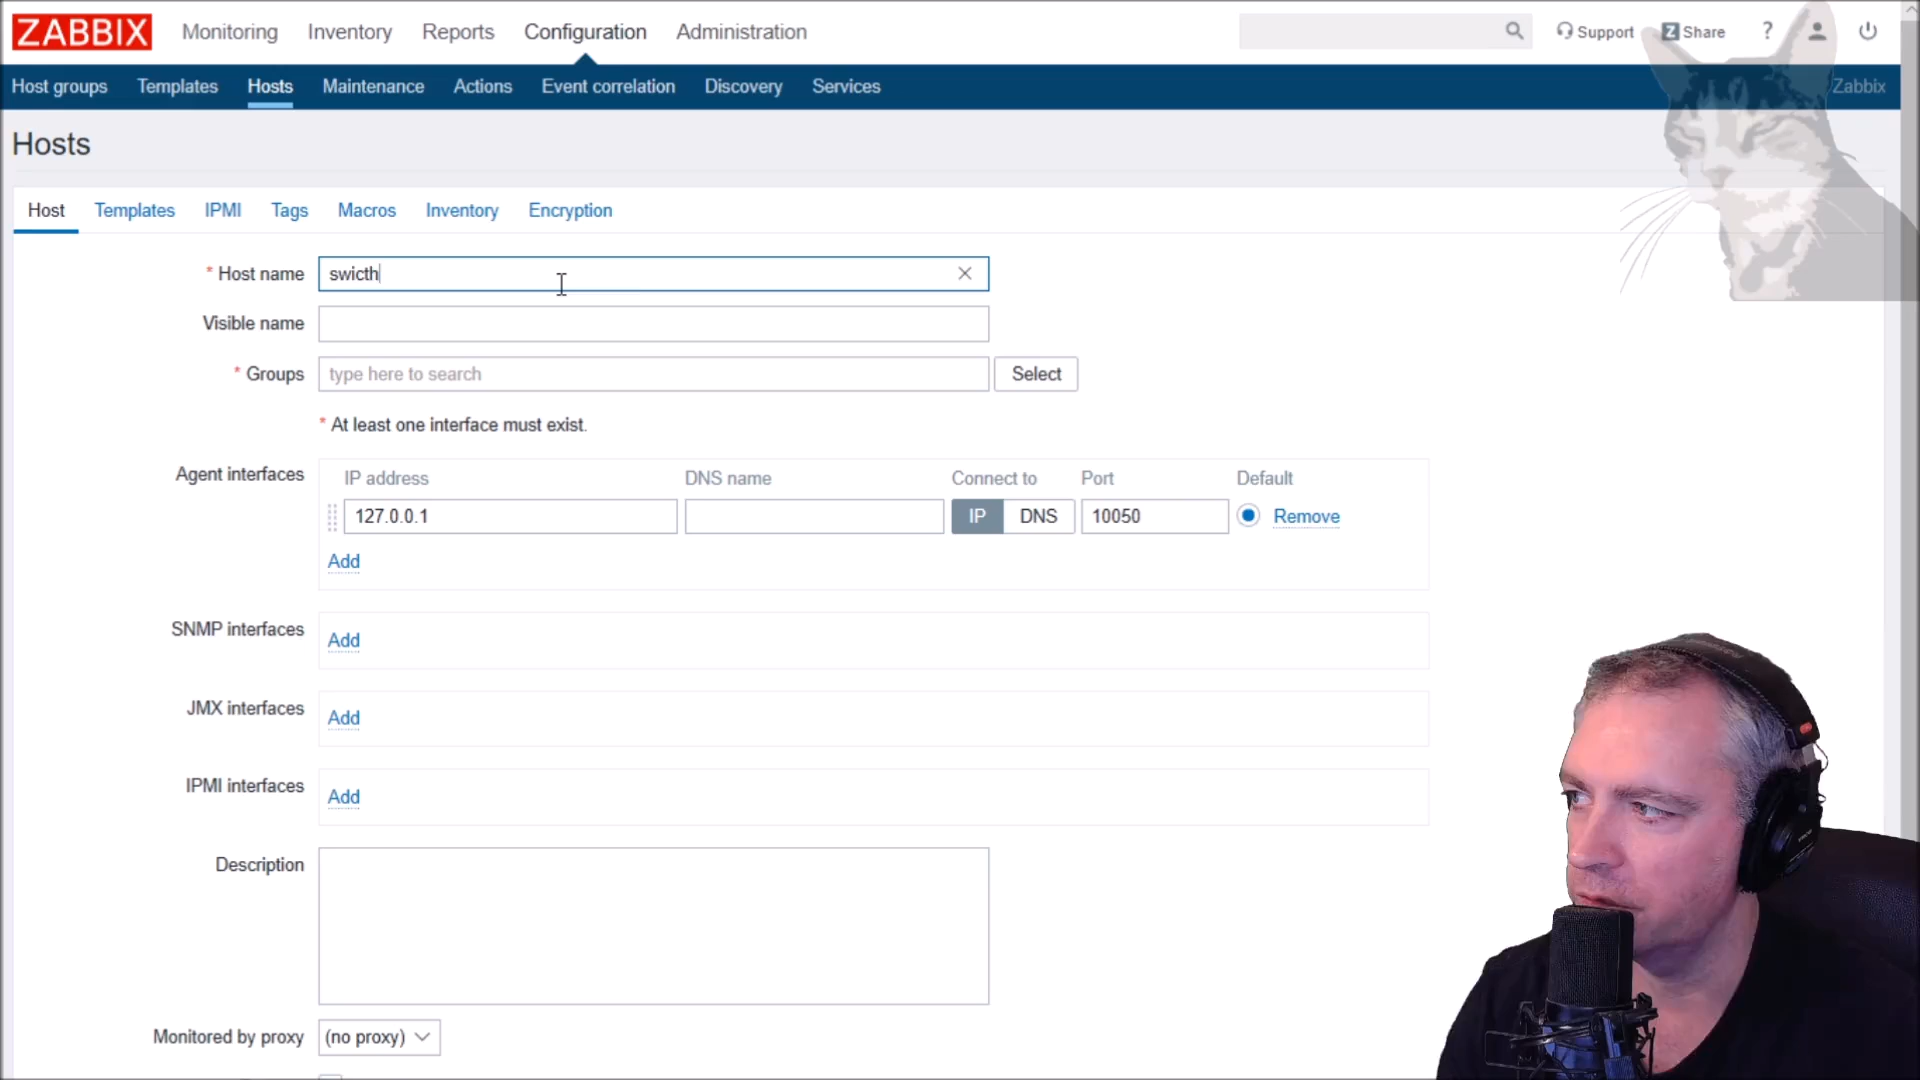 ZABBIX Monitoring Inventory Reports Configuration Administration Support Z Share ?
Host groups Templates Hosts Maintenance Actions Event correlation Discovery Services Zabbix
Hosts
Host Templates IPMI Tags Macros Inventory Encryption
* Host name swicth
Visible name
* Groups type here to search Select
* At least one interface must exist.
Agent interfaces IP address DNS name Connect to Port Default
127.0.0.1 IP DNS 10050 Remove
Add
SNMP interfaces Add
JMX interfaces Add
IPMI interfaces Add
Description
Monitored by proxy (no proxy)